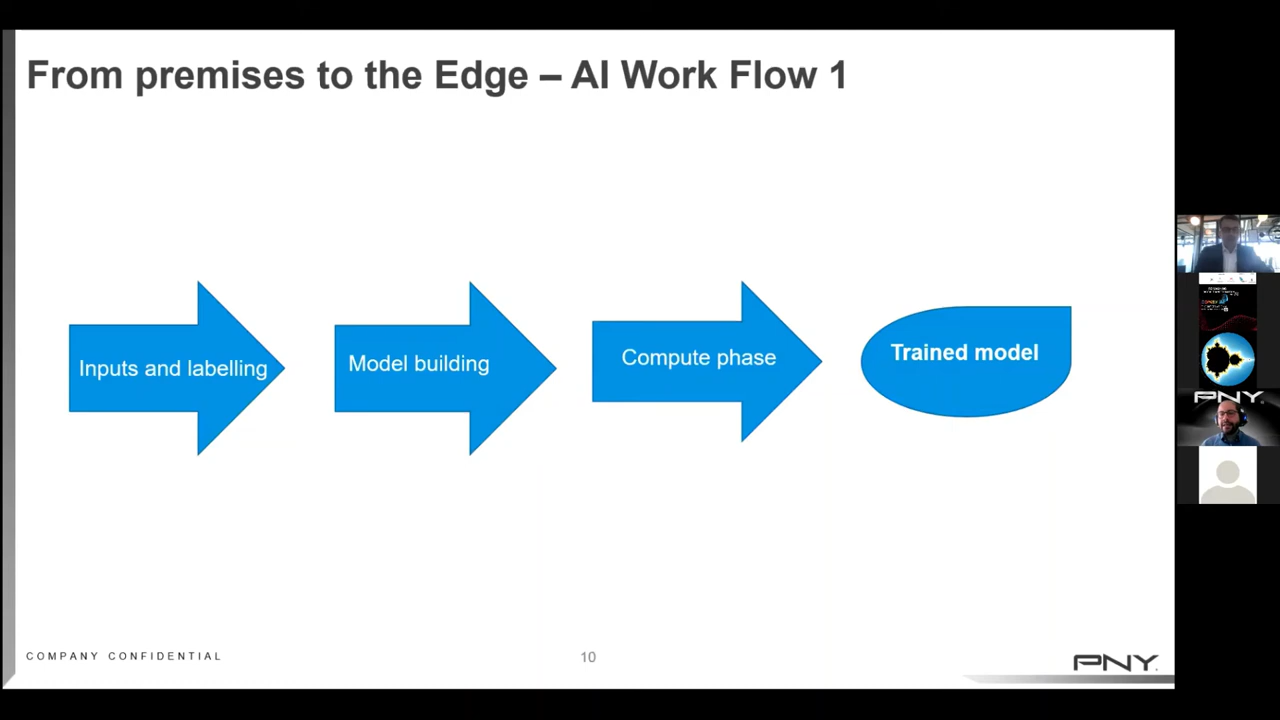 From premises to the Edge – AI Work Flow 1
Inputs and labelling
Model building
Compute phase
Trained model
COMPANY CONFIDENTIAL
10
PNY
PNY